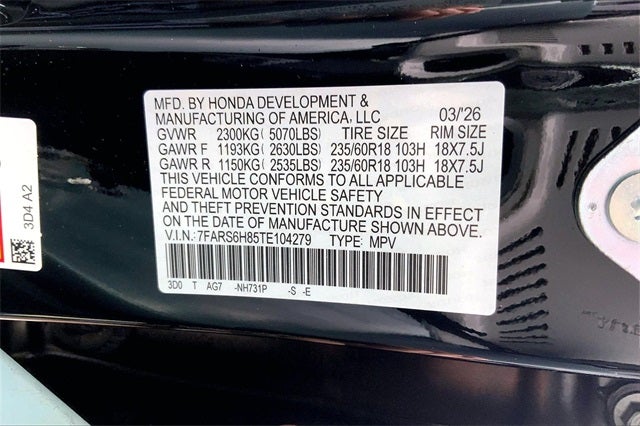 MFD. BY HONDA DEVELOPMENT &
MANUFACTURING OF AMERICA, LLC 03/26
GVWR 2300KG( 5070LBS) TIRE SIZE RIM SIZE
GAWR F 1193KG( 2630LBS) 235/60R18 103H 18X7.5J
GAWR R 1150KG( 2535LBS) 235/60R18 103H 18X7.5J
THIS VEHICLE CONFORMS TO ALL APPLICABLE
FEDERAL MOTOR VEHICLE SAFETY
AND THEFT PREVENTION STANDARDS IN EFFECT
ON THE DATE OF MANUFACTURE SHOWN ABOVE.
V.I.N.: 7FARS6H85TE104279 TYPE: MPV
3D0 T AG7 -NH731P -S -E
3D4 A2